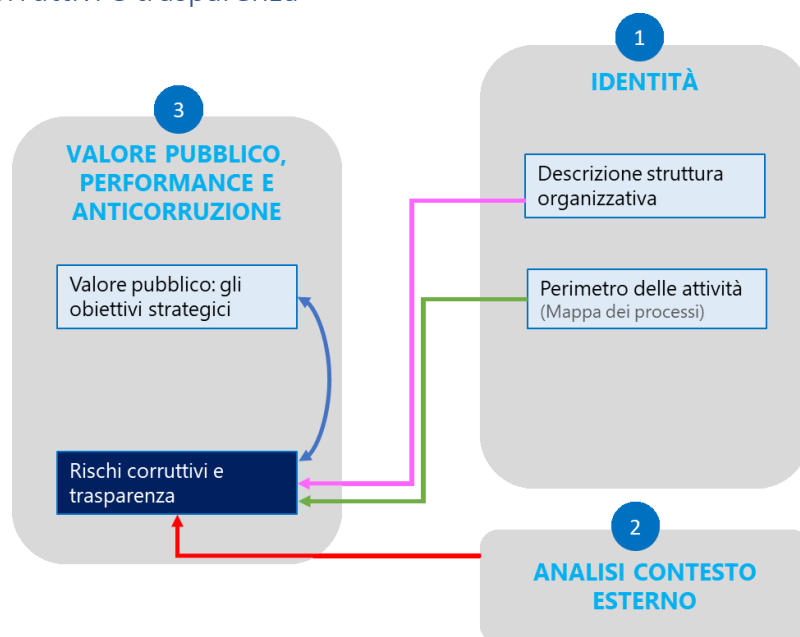 1
IDENTITÀ
Descrizione struttura
organizzativa
Perimetro delle attività
(Mappa dei processi)
2
ANALISI CONTESTO
ESTERNO
3
VALORE PUBBLICO,
PERFORMANCE E
ANTICORRUZIONE
Valore pubblico: gli
obiettivi strategici
Rischi corruttivi e
trasparenza